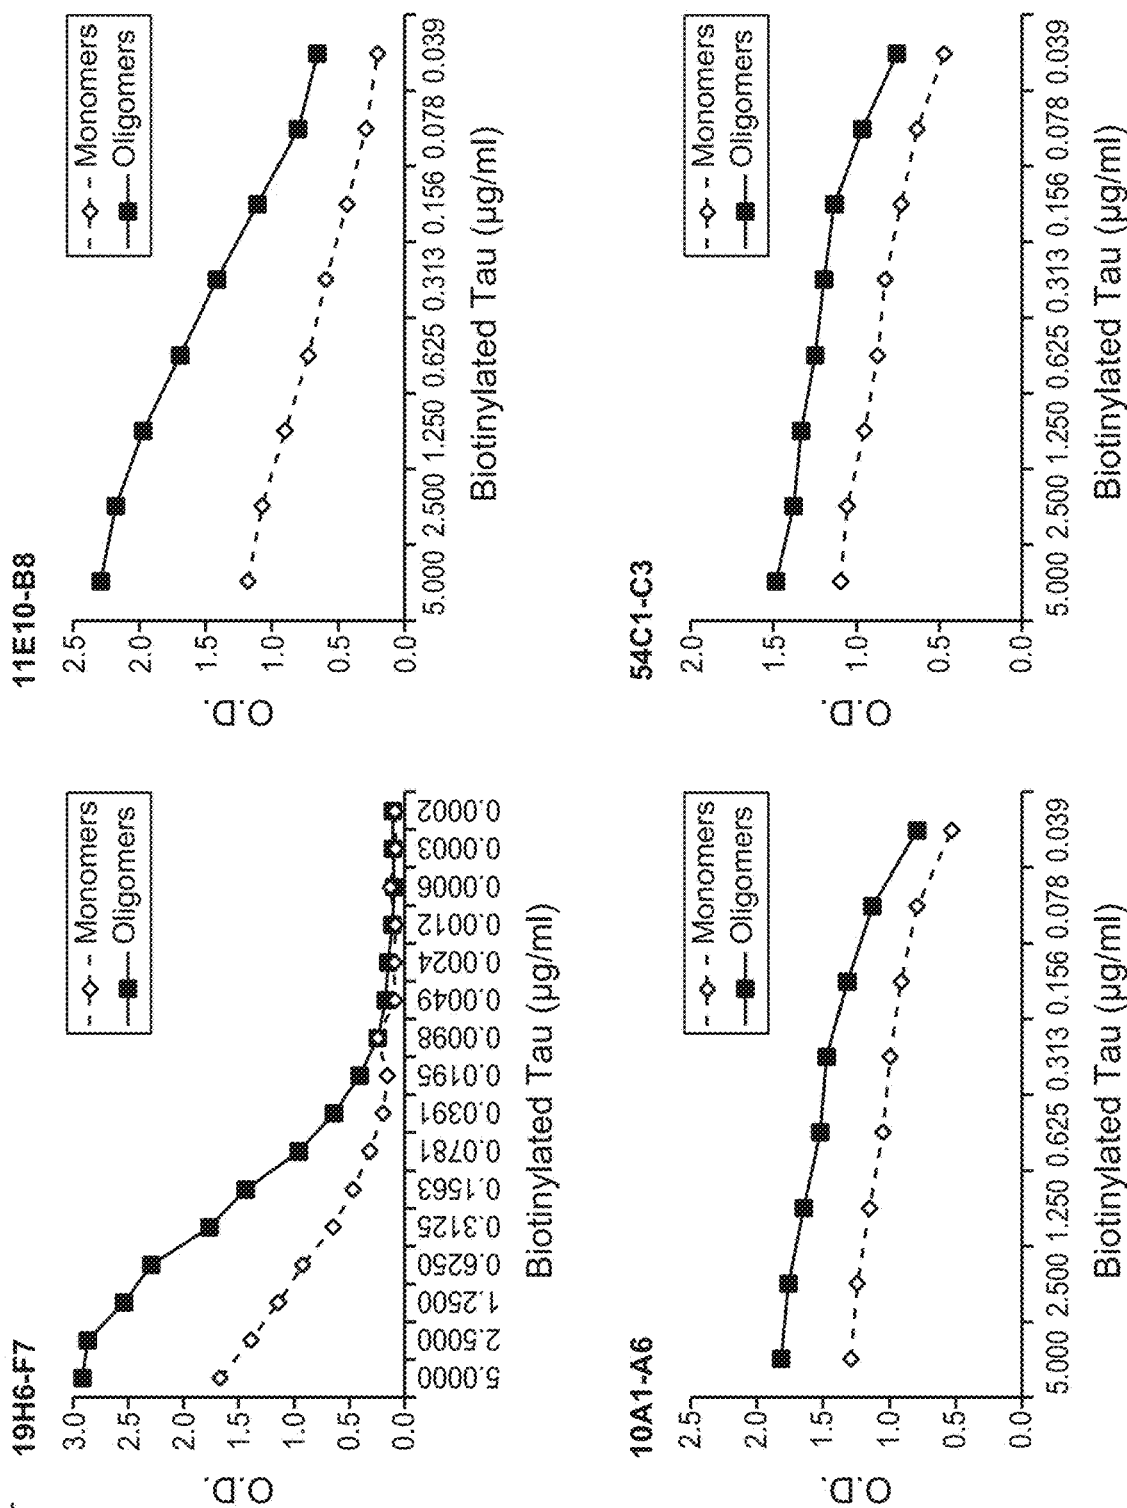 19H6-F7
O.D.
3.0
2.5
2.0
1.5
1.0
0.5
0.0
Monomers
Oligomers
5.0000 2.5000 1.2500 0.6250 0.3125 0.1563 0.0781 0.0391 0.0195 0.0098 0.0049 0.0024 0.0012 0.0006 0.0003 0.0002
Biotinylated Tau (µg/ml)
11E10-B8
O.D.
2.5
2.0
1.5
1.0
0.5
0.0
Monomers
Oligomers
5.000 2.500 1.250 0.625 0.313 0.156 0.078 0.039
Biotinylated Tau (µg/ml)
10A1-A6
O.D.
2.5
2.0
1.5
1.0
0.5
0.0
Monomers
Oligomers
5.000 2.500 1.250 0.625 0.313 0.156 0.078 0.039
Biotinylated Tau (µg/ml)
54C1-C3
O.D.
2.0
1.5
1.0
0.5
0.0
Monomers
Oligomers
5.000 2.500 1.250 0.625 0.313 0.156 0.078 0.039
Biotinylated Tau (µg/ml)